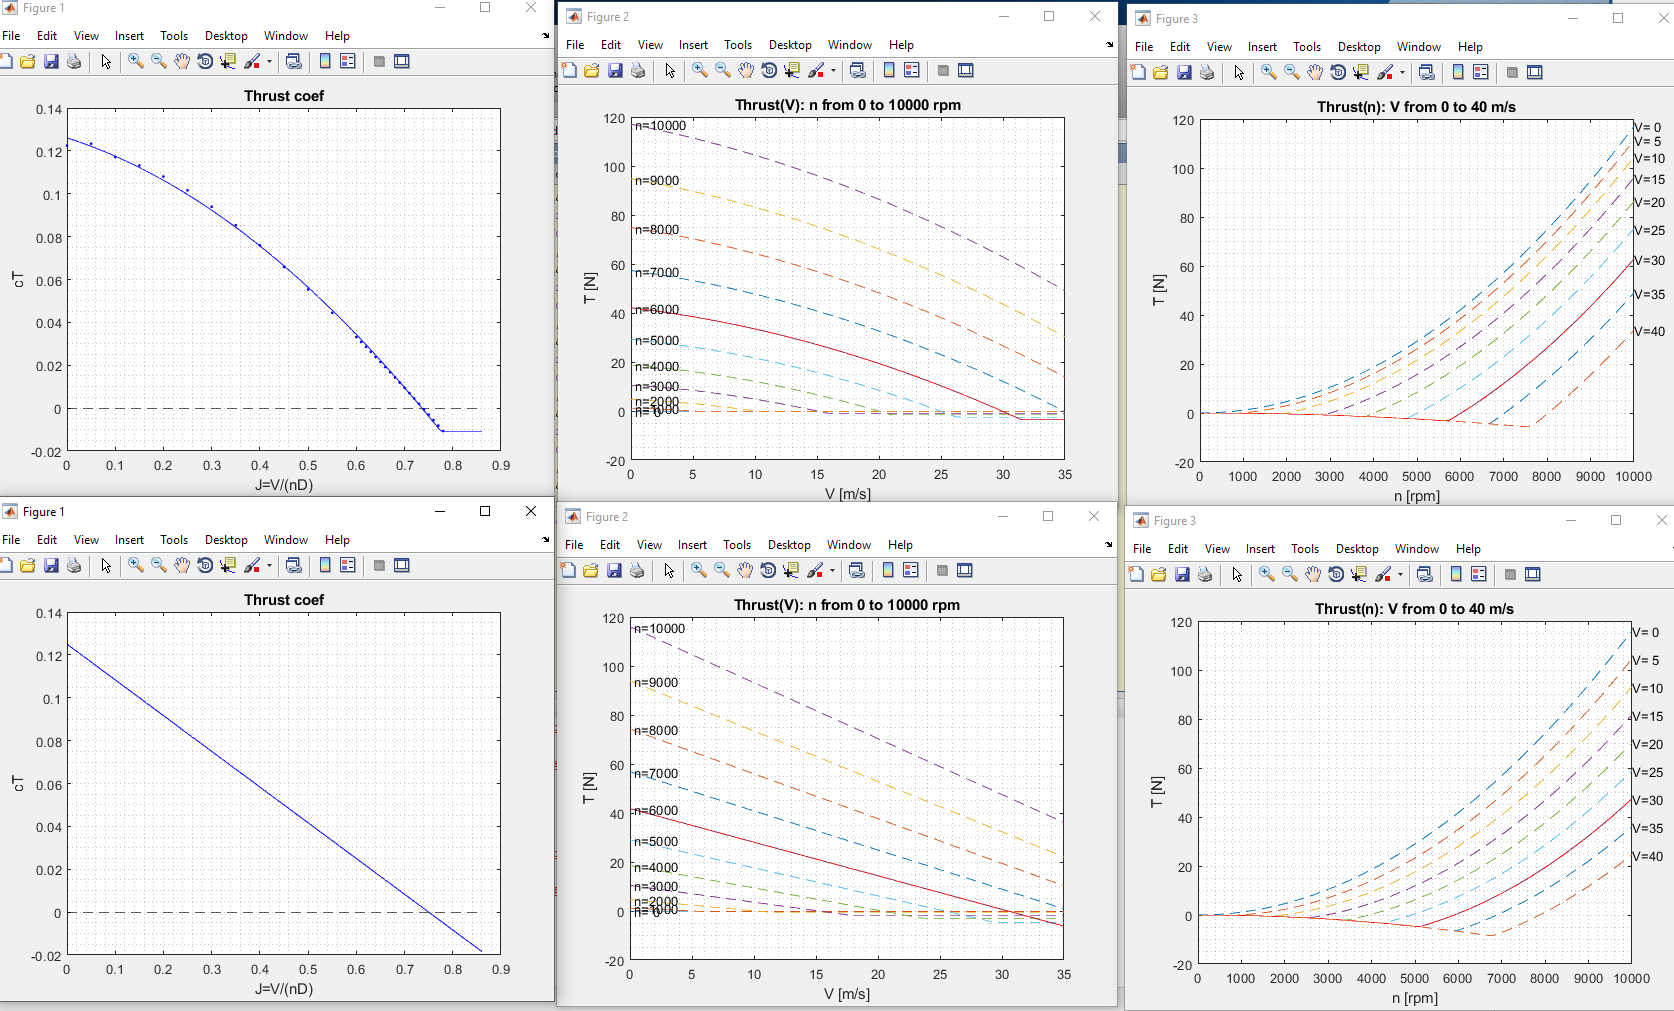 Figure 1
File Edit View Insert Tools Desktop Window Help
Thrust coef
0.14
0.12
0.1
0.08
0.06
0.04
0.02
0
-0.02
cT
0 0.1 0.2 0.3 0.4 0.5 0.6 0.7 0.8 0.9
J=V/(nD)
Figure 2
File Edit View Insert Tools Desktop Window Help
Thrust(V): n from 0 to 10000 rpm
120
100
80
60
40
20
0
-20
T [N]
n=10000
n=9000
n=8000
n=7000
n=6000
n=5000
n=4000
n=3000
n=2000
n=1000
n= 0
0 5 10 15 20 25 30 35
V [m/s]
Figure 3
File Edit View Insert Tools Desktop Window Help
Thrust(n): V from 0 to 40 m/s
120
100
80
60
40
20
0
-20
T [N]
V= 0
V= 5
V=10
V=15
V=20
V=25
V=30
V=35
V=40
0 1000 2000 3000 4000 5000 6000 7000 8000 9000 10000
n [rpm]
Figure 1
File Edit View Insert Tools Desktop Window Help
Thrust coef
0.14
0.12
0.1
0.08
0.06
0.04
0.02
0
-0.02
cT
0 0.1 0.2 0.3 0.4 0.5 0.6 0.7 0.8 0.9
J=V/(nD)
Figure 2
File Edit View Insert Tools Desktop Window Help
Thrust(V): n from 0 to 10000 rpm
120
100
80
60
40
20
0
-20
T [N]
n=10000
n=9000
n=8000
n=7000
n=6000
n=5000
n=4000
n=3000
n=2000
n=1000
n= 0
0 5 10 15 20 25 30 35
V [m/s]
Figure 3
File Edit View Insert Tools Desktop Window Help
Thrust(n): V from 0 to 40 m/s
120
100
80
60
40
20
0
-20
T [N]
V= 0
V= 5
V=10
V=15
V=20
V=25
V=30
V=35
V=40
0 1000 2000 3000 4000 5000 6000 7000 8000 9000 10000
n [rpm]